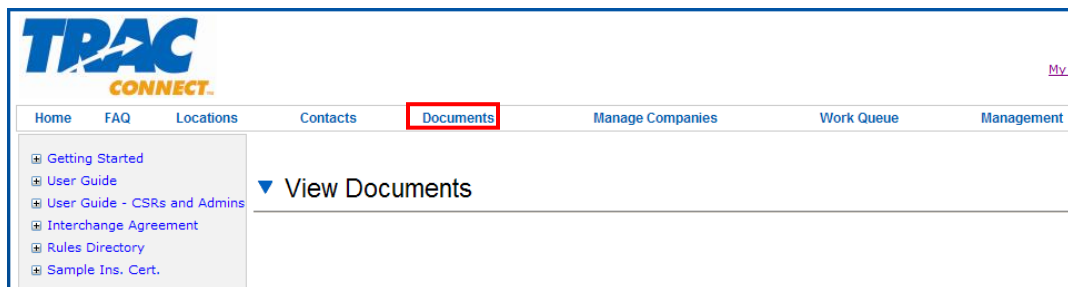 TRAC
CONNECT
My
Home FAQ Locations Contacts Documents Manage Companies Work Queue Management
Getting Started
User Guide
User Guide - CSRs and Admins
Interchange Agreement
Rules Directory
Sample Ins. Cert.
View Documents